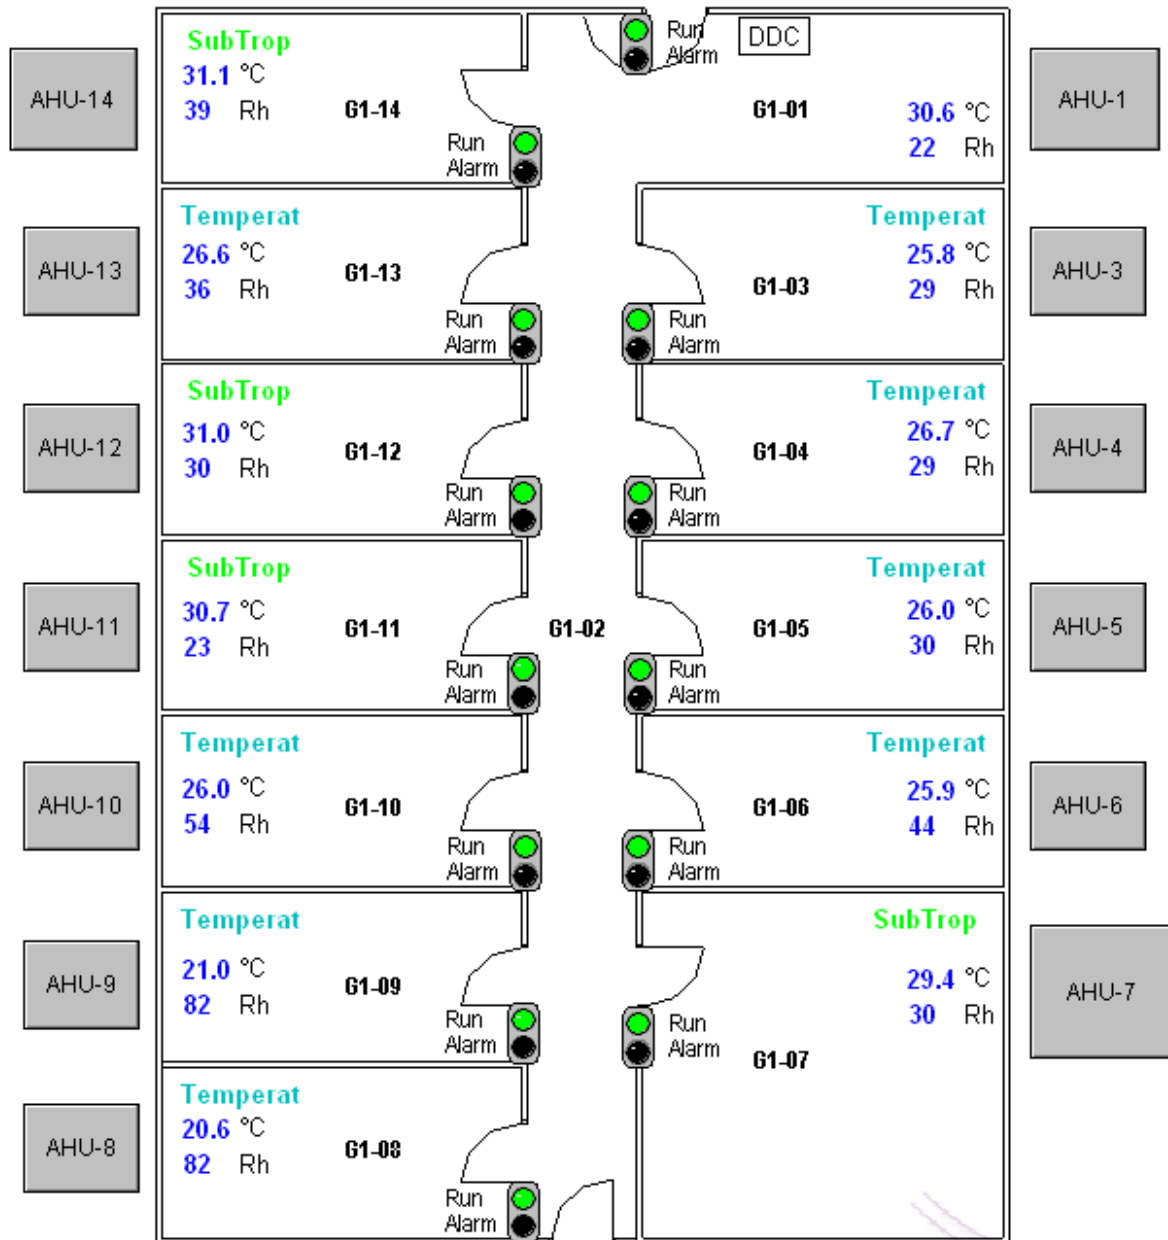 SubTrop
31.1 °C
39 Rh
G1-14
Run
Alarm
AHU-14
Run
Alarm
DDC
G1-01
30.6 °C
22 Rh
AHU-1
Temperat
26.6 °C
36 Rh
G1-13
Run
Alarm
AHU-13
Temperat
25.8 °C
29 Rh
G1-03
Run
Alarm
AHU-3
SubTrop
31.0 °C
30 Rh
G1-12
Run
Alarm
AHU-12
Temperat
26.7 °C
29 Rh
G1-04
Run
Alarm
AHU-4
SubTrop
30.7 °C
23 Rh
G1-11
Run
Alarm
AHU-11
G1-02
Temperat
26.0 °C
30 Rh
G1-05
Run
Alarm
AHU-5
Temperat
26.0 °C
54 Rh
G1-10
Run
Alarm
AHU-10
Temperat
25.9 °C
44 Rh
G1-06
Run
Alarm
AHU-6
Temperat
21.0 °C
82 Rh
G1-09
Run
Alarm
AHU-9
SubTrop
29.4 °C
30 Rh
Run
Alarm
G1-07
AHU-7
Temperat
20.6 °C
82 Rh
G1-08
Run
Alarm
AHU-8